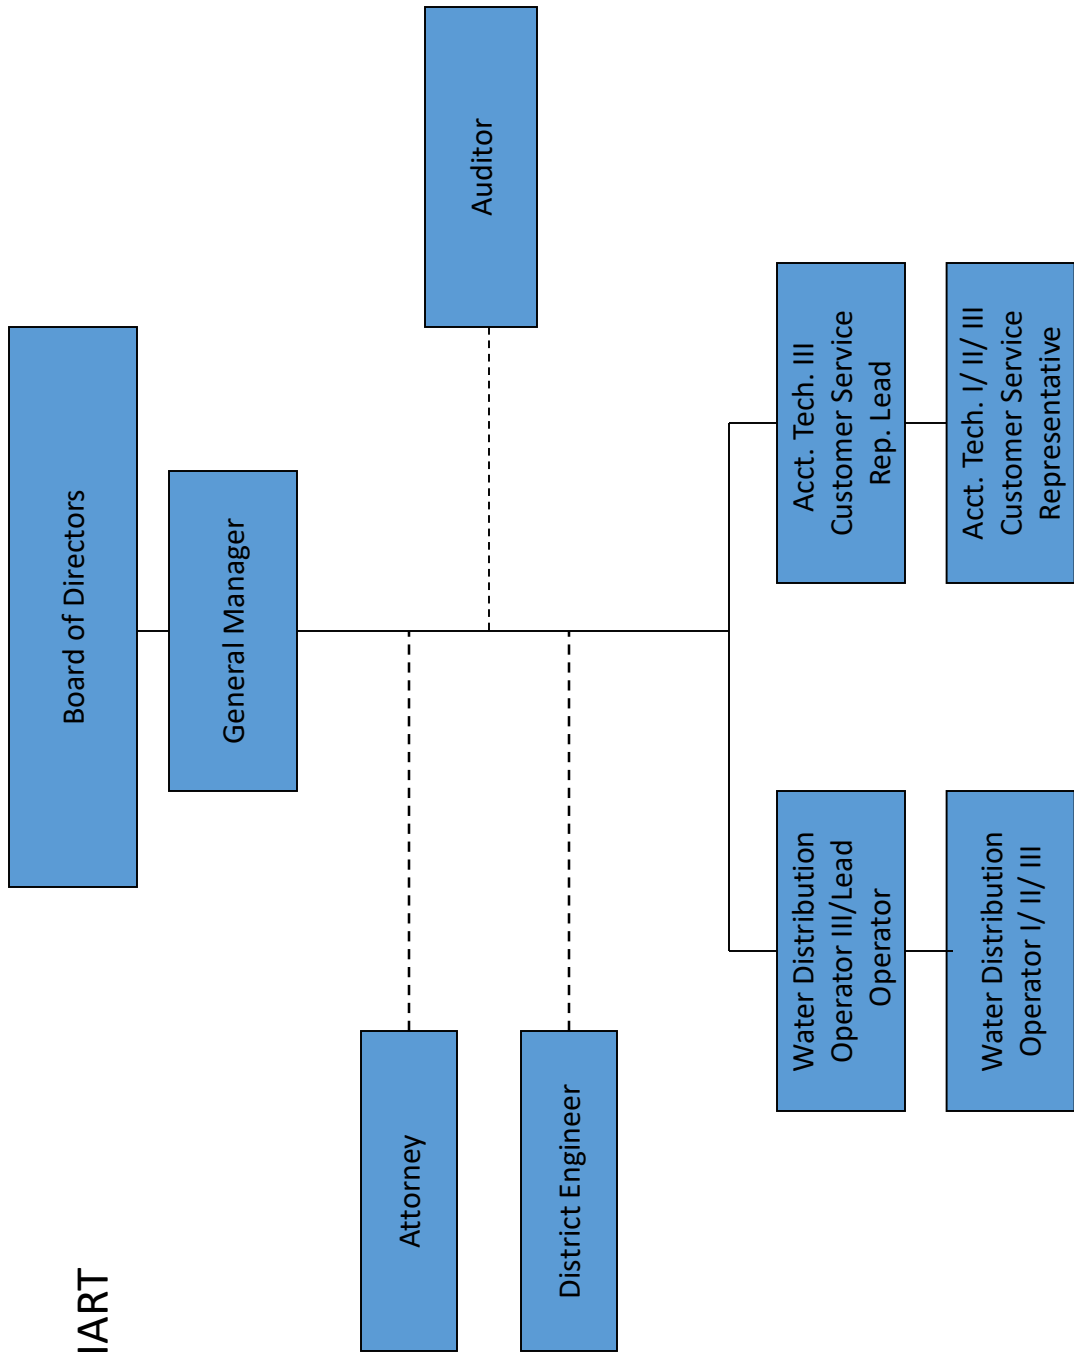 Board of Directors
General Manager
Attorney
Auditor
District Engineer
Water Distribution
Operator III/Lead
Operator
Acct. Tech. III
Customer Service
Rep. Lead
Water Distribution
Operator I/ II/ III
Acct. Tech. I/ II/ III
Customer Service
Representative